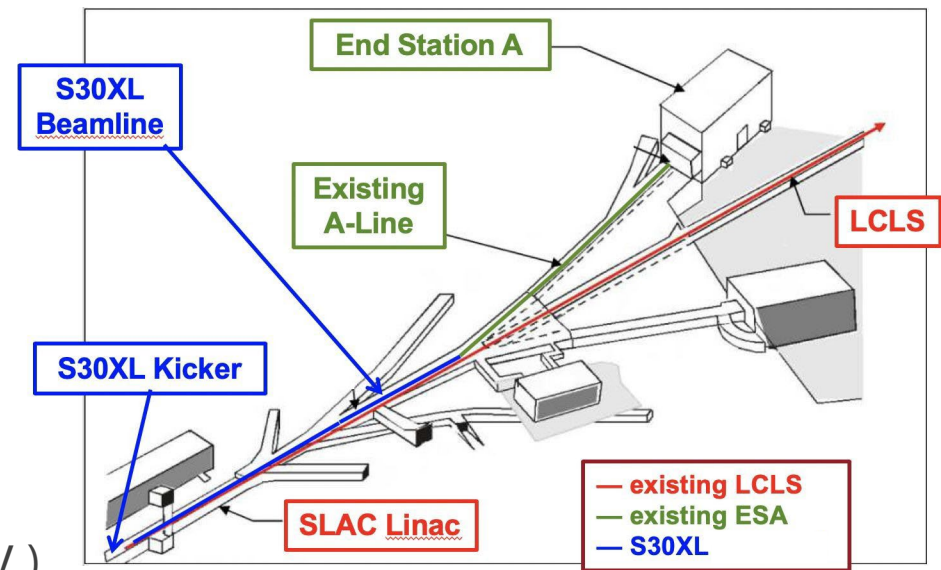 End Station A
S30XL
Beamline
Existing
A-Line
LCLS
S30XL Kicker
SLAC Linac
— existing LCLS
— existing ESA
— S30XL